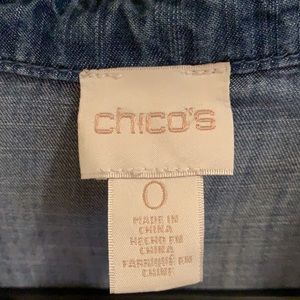 chico's
0
MADE IN
CHINA
HECHO EN
CHINA
FABRIQUÉ EN
CHINE